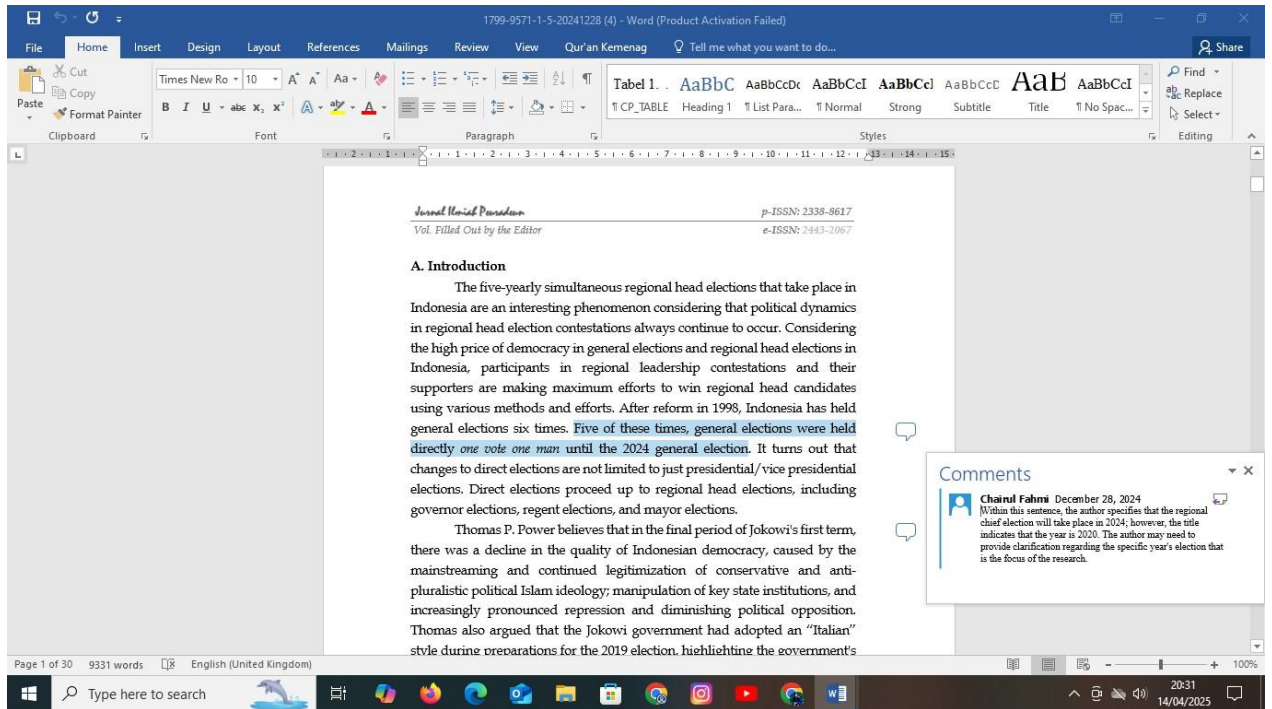 1799-9571-1-5-20241228 (4) - Word (Product Activation Failed)
File Home Insert Design Layout References Mailings Review View Qur'an Kemenag Tell me what you want to do... Share
Paste
Cut
Copy
Format Painter
Clipboard
Times New Ro 10
Font
Paragraph
Tabel 1. . AaBbC AaBbCcDc AaBbCcI AaBbCcI AaBbCcD AaB AaBbCcI
¶ CP_TABLE Heading 1 ¶ List Para... ¶ Normal Strong Subtitle Title ¶ No Spac...
Styles
Find
Replace
Select
Editing
Jurnal Ilmiah Peuradeun p-ISSN: 2338-8617
Vol. Filled Out by the Editor e-ISSN: 2443-2067
A. Introduction
The five-yearly simultaneous regional head elections that take place in
Indonesia are an interesting phenomenon considering that political dynamics
in regional head election contestations always continue to occur. Considering
the high price of democracy in general elections and regional head elections in
Indonesia, participants in regional leadership contestations and their
supporters are making maximum efforts to win regional head candidates
using various methods and efforts. After reform in 1998, Indonesia has held
general elections six times. Five of these times, general elections were held
directly one vote one man until the 2024 general election. It turns out that
changes to direct elections are not limited to just presidential/vice presidential
elections. Direct elections proceed up to regional head elections, including
governor elections, regent elections, and mayor elections.
Thomas P. Power believes that in the final period of Jokowi's first term,
there was a decline in the quality of Indonesian democracy, caused by the
mainstreaming and continued legitimization of conservative and anti-
pluralistic political Islam ideology; manipulation of key state institutions, and
increasingly pronounced repression and diminishing political opposition.
Thomas also argued that the Jokowi government had adopted an "Italian"
style during preparations for the 2019 election, highlighting the government's
Comments
Chairul Fahmi December 28, 2024
Within this sentence, the author specifies that the regional
chief election will take place in 2024; however, the title
indicates that the year is 2020. The author may need to
provide clarification regarding the specific year's election that
is the focus of the research.
Page 1 of 30 9331 words English (United Kingdom) 100%
Type here to search
20:31
14/04/2025